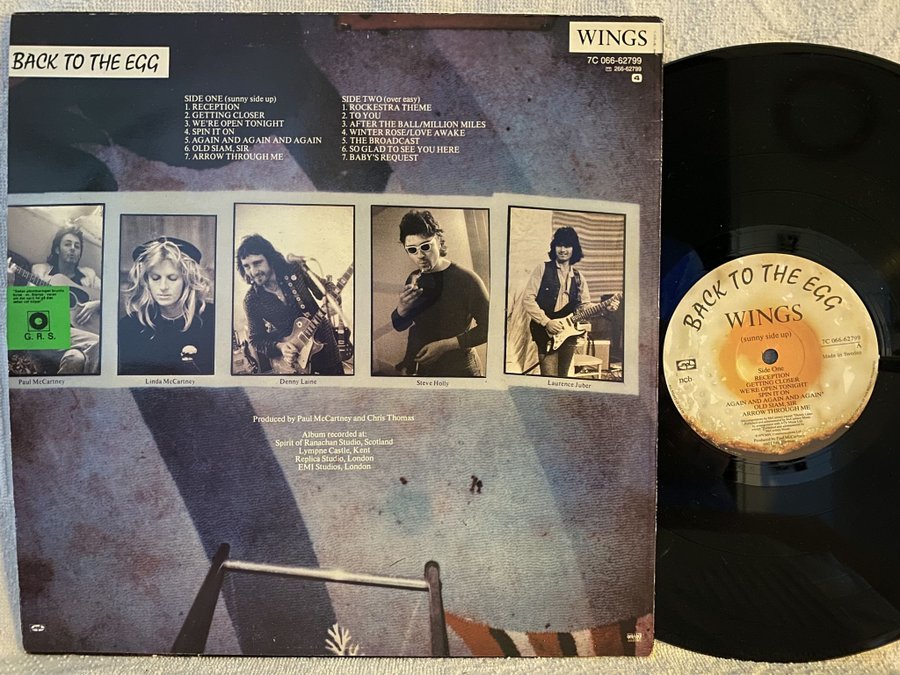 BACK TO THE EGG
WINGS
7C 066-62799
266-62799
4
SIDE ONE (sunny side up)
1. RECEPTION
2. GETTING CLOSER
3. WE'RE OPEN TONIGHT
4. SPIN IT ON
5. AGAIN AND AGAIN AND AGAIN
6. OLD SIAM, SIR
7. ARROW THROUGH ME
SIDE TWO (over easy)
1. ROCKESTRA THEME
2. TO YOU
3. AFTER THE BALL/MILLION MILES
4. WINTER ROSE/LOVE AWAKE
5. THE BROADCAST
6. SO GLAD TO SEE YOU HERE
7. BABY'S REQUEST
G. R. S.
Paul McCartney
Linda McCartney
Denny Laine
Steve Holly
Laurence Juber
Produced by Paul McCartney and Chris Thomas
Album recorded at:
Spirit of Ranachan Studio, Scotland
Lympne Castle, Kent
Replica Studio, London
EMI Studios, London
BACK TO THE EGG
WINGS
(sunny side up)
7C 066-62799
A
Made in Sweden
ncb
Side One
RECEPTION
GETTING CLOSER
WE'RE OPEN TONIGHT
SPIN IT ON
AGAIN AND AGAIN AND AGAIN
OLD SIAM, SIR
ARROW THROUGH ME